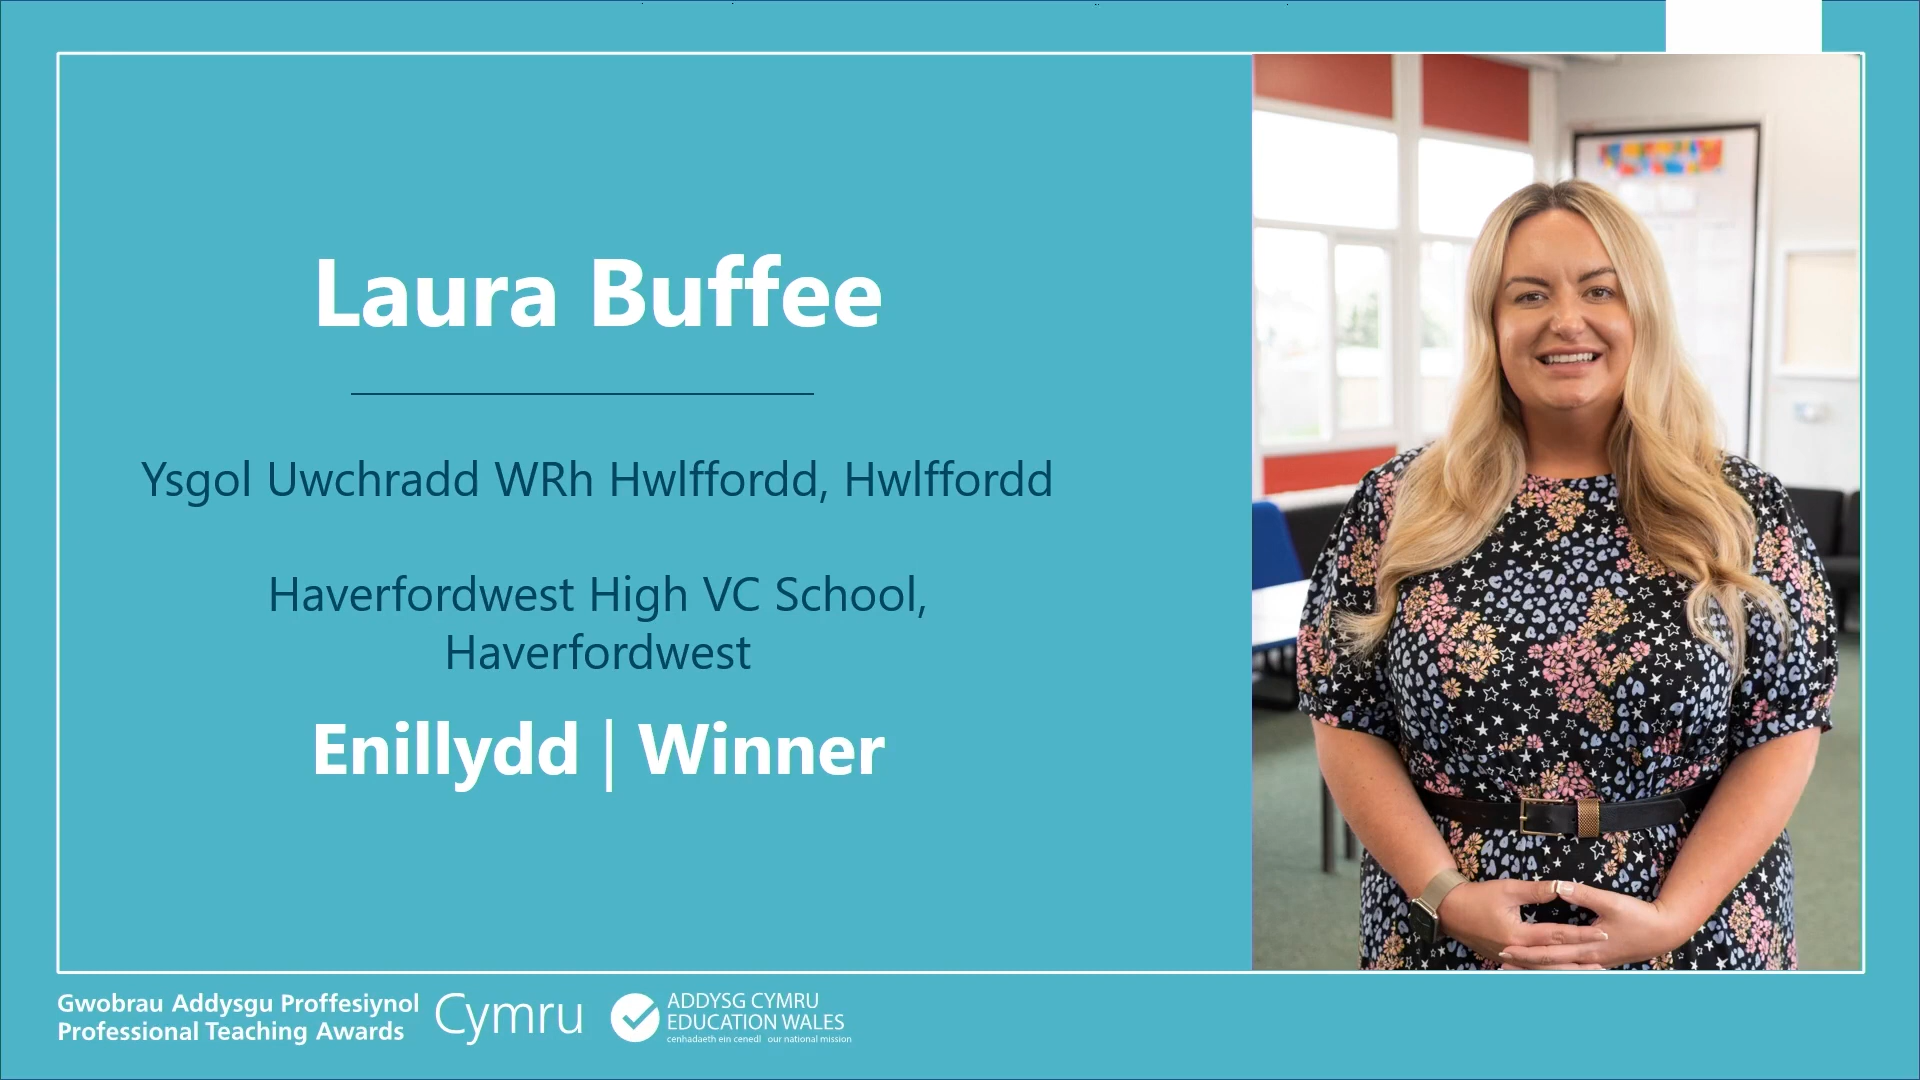 Laura Buffee
Ysgol Uwchradd WRh Hwlffordd, Hwlffordd
Haverfordwest High VC School,
Haverfordwest
Enillydd | Winner
Gwobrau Addysgu Proffesiynol
Professional Teaching Awards
Cymru
ADDYSG CYMRU
EDUCATION WALES
cenhadaeth ein cenedl our national mission